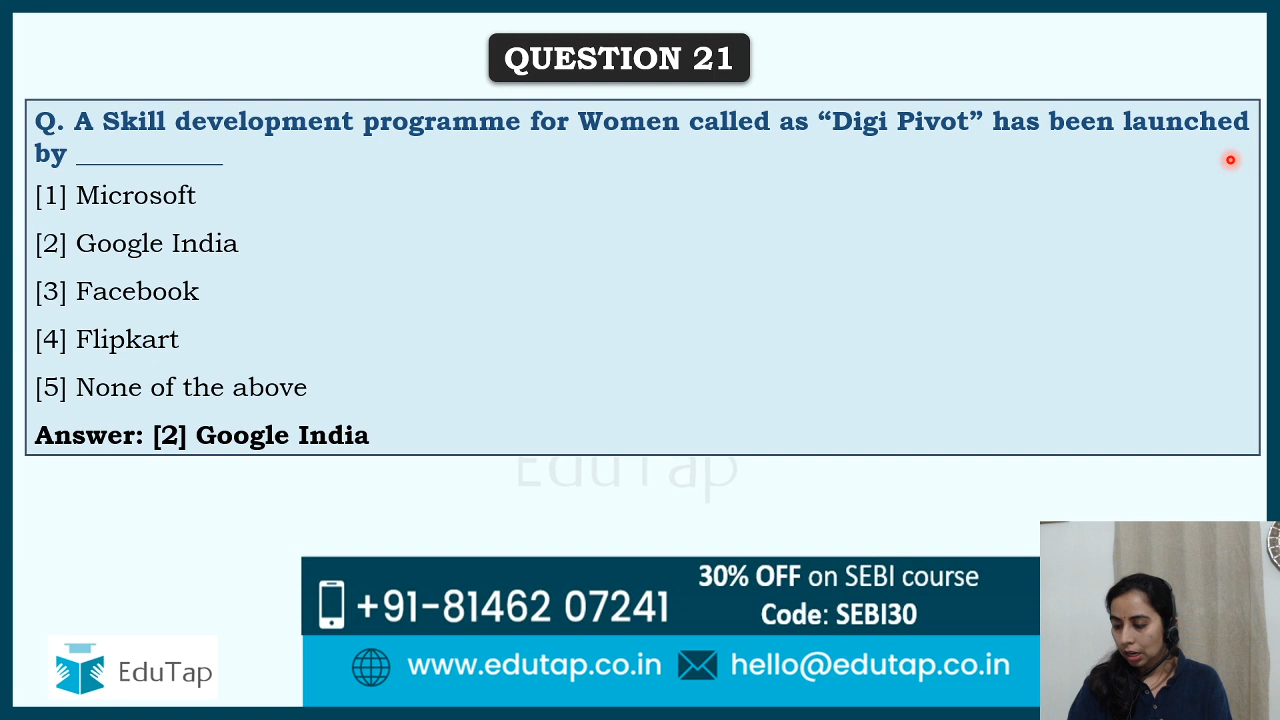 QUESTION 21
Q. A Skill development programme for Women called as “Digi Pivot” has been launched
by __________
[1] Microsoft
[2] Google India
[3] Facebook
[4] Flipkart
[5] None of the above
Answer: [2] Google India
EduTap
+91-81462 07241
30% OFF on SEBI course
Code: SEBI30
EduTap
www.edutap.co.in
hello@edutap.co.in